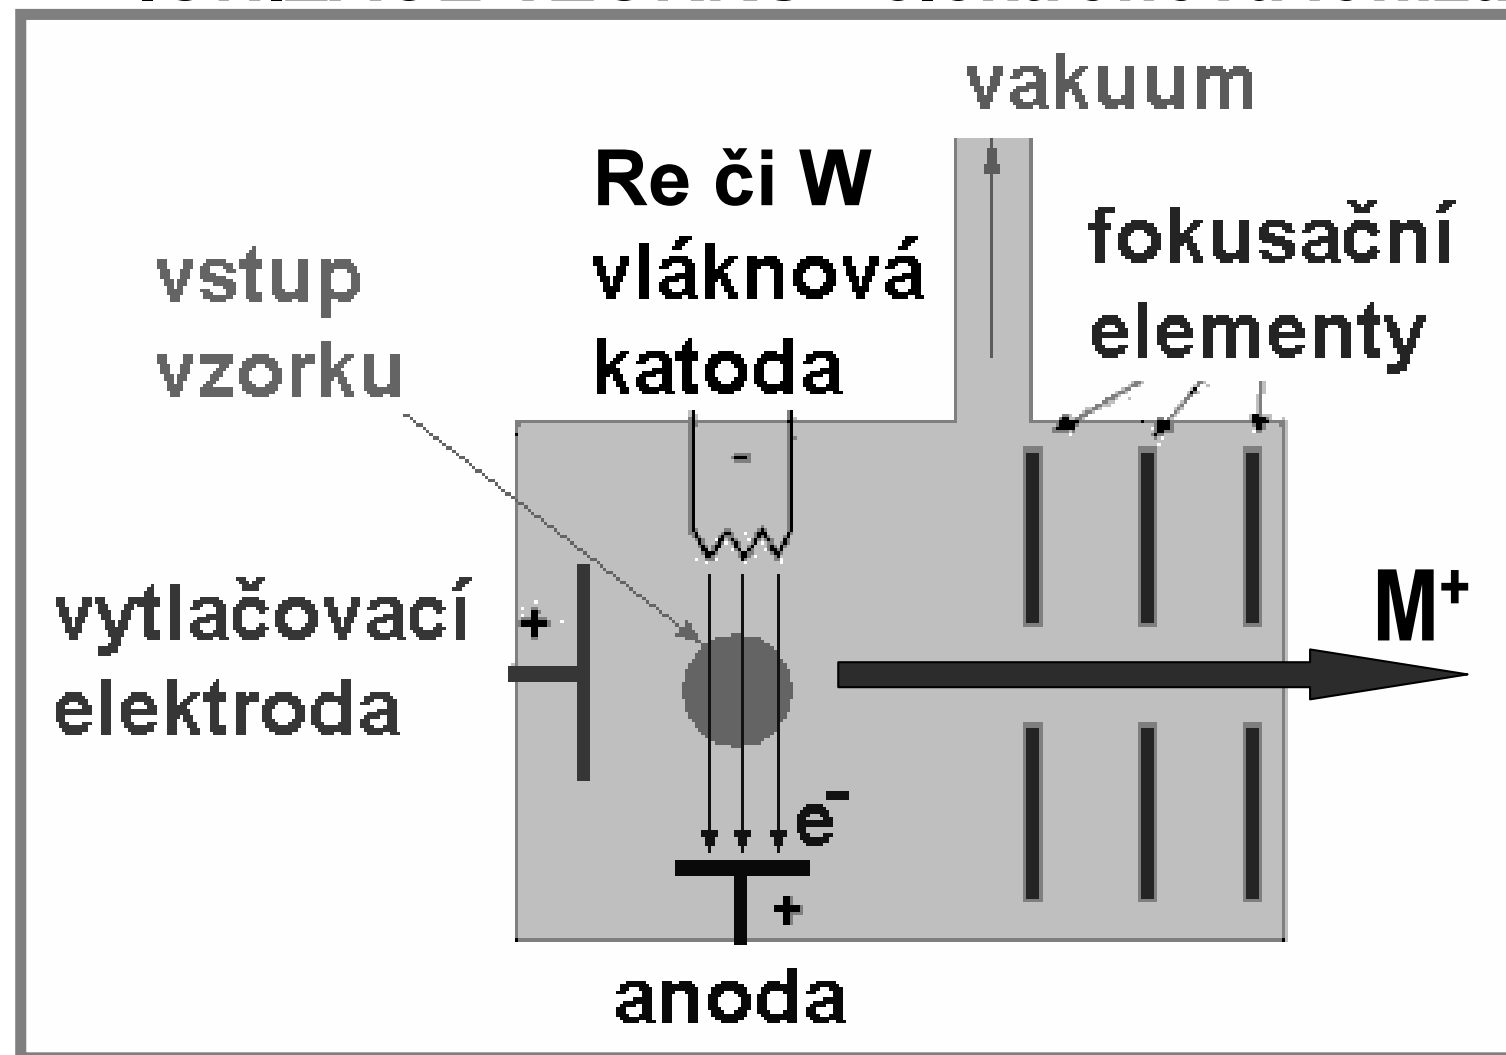 vakuum
Re či W
vláknová
katoda
fokusační
elementy
vstup
vzorku
-
vytlačovací
elektroda
+
M+
e-
+
anoda